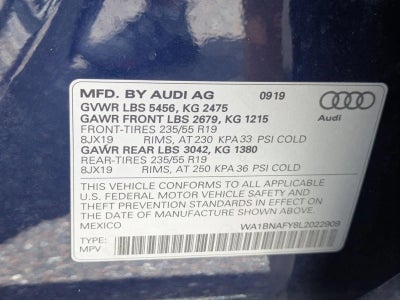 MFD. BY AUDI AG 0919
GVWR LBS 5456, KG 2475
GAWR FRONT LBS 2679, KG 1215
FRONT-TIRES 235/55 R19
8JX19 RIMS, AT 230 KPA 33 PSI COLD
GAWR REAR LBS 3042, KG 1380
REAR-TIRES 235/55 R19
8JX19 RIMS, AT 250 KPA 36 PSI COLD
Audi
THIS VEHICLE CONFORMS TO ALL APPLICABLE
U.S. FEDERAL MOTOR VEHICLE SAFETY AND
THEFT PREVENTION STANDARDS IN EFFECT ON
THE DATE OF MANUFACTURE SHOWN ABOVE.
MEXICO WA1BNAFY8L2022909
TYPE:
MPV